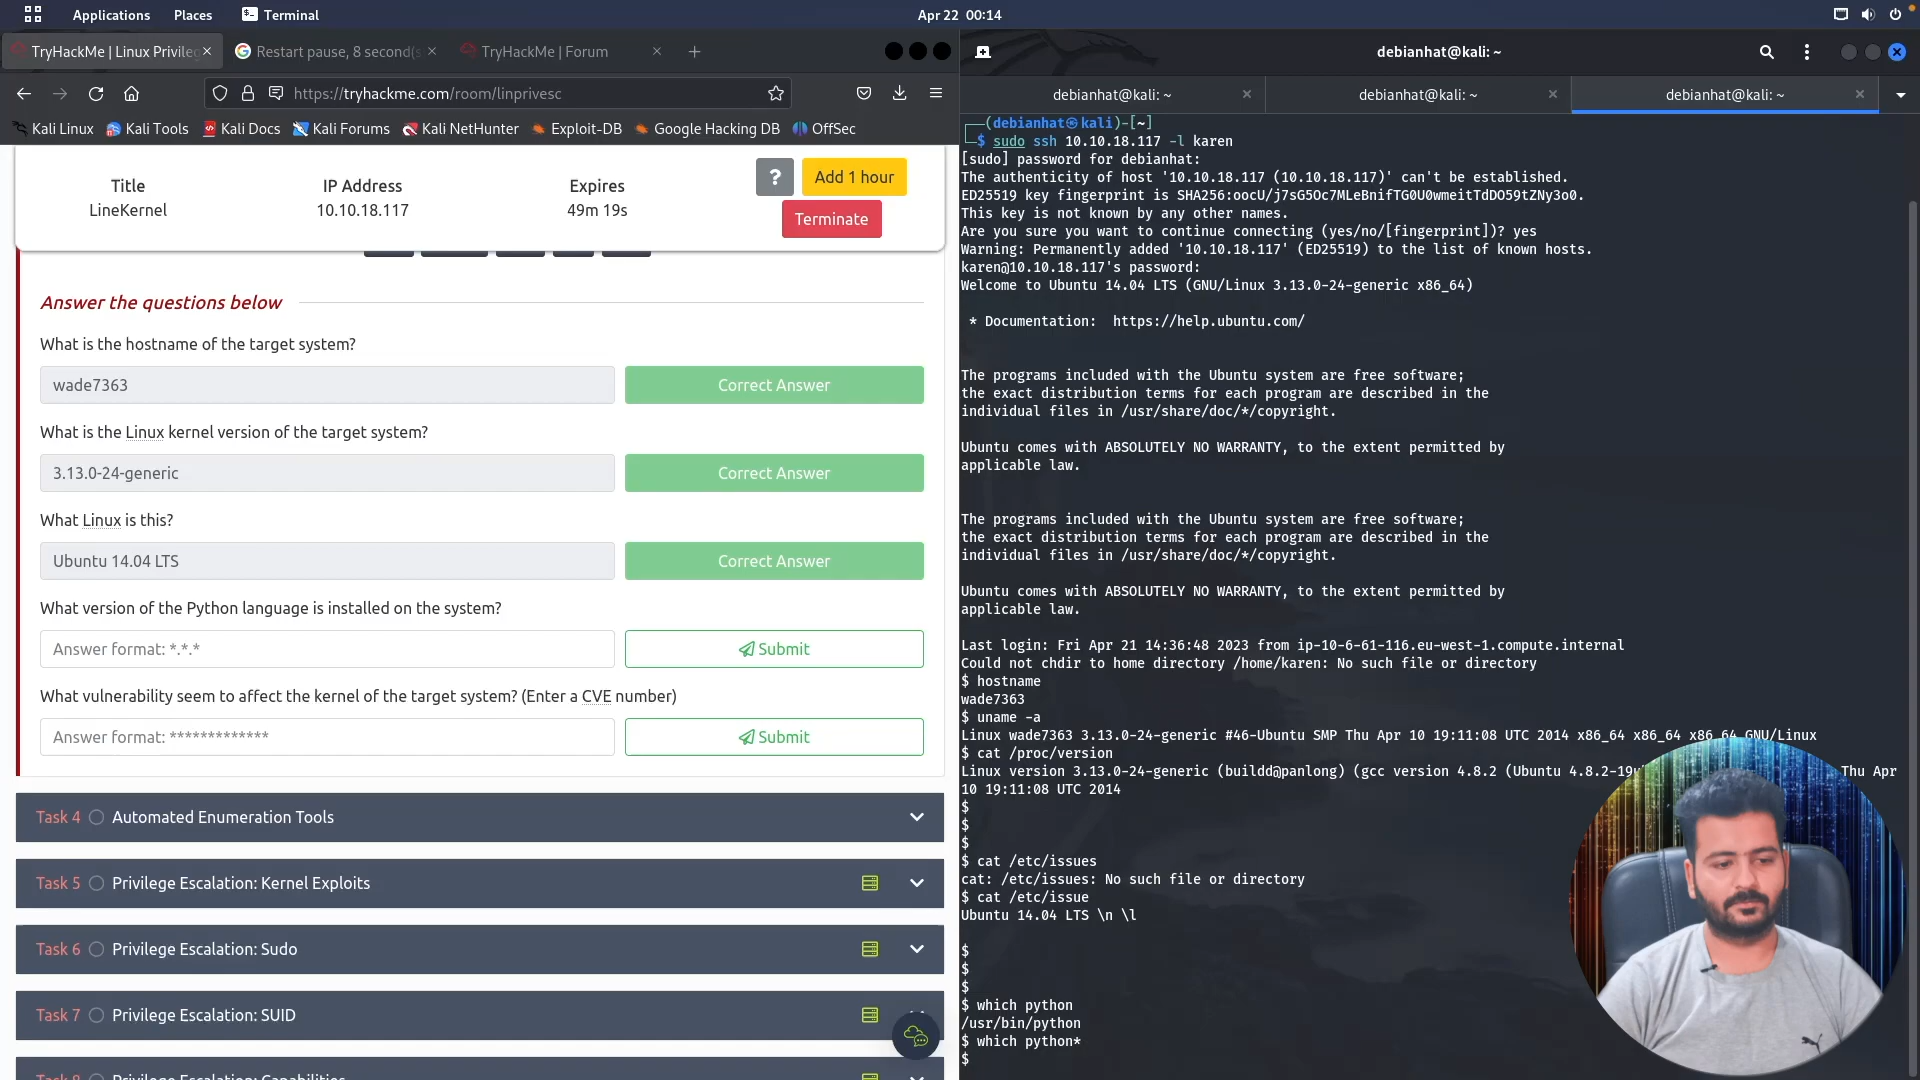 Applications
Places
Terminal
Apr 22 00:14
TryHackMe | Linux Privile
Restart pause, 8 second(s
TryHackMe | Forum
https://tryhackme.com/room/linprivesc
Kali Linux
Kali Tools
Kali Docs
Kali Forums
Kali NetHunter
Exploit-DB
Google Hacking DB
OffSec
Title
IP Address
Expires
?
Add 1 hour
LineKernel
10.10.18.117
49m 19s
Terminate
Answer the questions below
What is the hostname of the target system?
wade7363
Correct Answer
What is the Linux kernel version of the target system?
3.13.0-24-generic
Correct Answer
What Linux is this?
Ubuntu 14.04 LTS
Correct Answer
What version of the Python language is installed on the system?
Answer format: *.*.*
Submit
What vulnerability seem to affect the kernel of the target system? (Enter a CVE number)
Answer format: *************
Submit
Task 4 Automated Enumeration Tools
Task 5 Privilege Escalation: Kernel Exploits
Task 6 Privilege Escalation: Sudo
Task 7 Privilege Escalation: SUID
Task 8 Privilege Escalation: Capabilities
debianhat@kali: ~
debianhat@kali: ~
debianhat@kali: ~
debianhat@kali: ~
┌──(debianhat㉿kali)-[~]
└─$ sudo ssh 10.10.18.117 -l karen
[sudo] password for debianhat:
The authenticity of host '10.10.18.117 (10.10.18.117)' can't be established.
ED25519 key fingerprint is SHA256:oocU/j7sG5Oc7MLeBnifTG0U0wmeitTdDO59tZNy3o0.
This key is not known by any other names.
Are you sure you want to continue connecting (yes/no/[fingerprint])? yes
Warning: Permanently added '10.10.18.117' (ED25519) to the list of known hosts.
karen@10.10.18.117's password:
Welcome to Ubuntu 14.04 LTS (GNU/Linux 3.13.0-24-generic x86_64)
* Documentation:  https://help.ubuntu.com/
The programs included with the Ubuntu system are free software;
the exact distribution terms for each program are described in the
individual files in /usr/share/doc/*/copyright.
Ubuntu comes with ABSOLUTELY NO WARRANTY, to the extent permitted by
applicable law.
The programs included with the Ubuntu system are free software;
the exact distribution terms for each program are described in the
individual files in /usr/share/doc/*/copyright.
Ubuntu comes with ABSOLUTELY NO WARRANTY, to the extent permitted by
applicable law.
Last login: Fri Apr 21 14:36:48 2023 from ip-10-6-61-116.eu-west-1.compute.internal
Could not chdir to home directory /home/karen: No such file or directory
$ hostname
wade7363
$ uname -a
Linux wade7363 3.13.0-24-generic #46-Ubuntu SMP Thu Apr 10 19:11:08 UTC 2014 x86_64 x86_64 x86_64 GNU/Linux
$ cat /proc/version
Linux version 3.13.0-24-generic (buildd@panlong) (gcc version 4.8.2 (Ubuntu 4.8.2-19 Thu Apr
10 19:11:08 UTC 2014
$
$
$
$ cat /etc/issues
cat: /etc/issues: No such file or directory
$ cat /etc/issue
Ubuntu 14.04 LTS \n \l
$
$
$
$ which python
/usr/bin/python
$ which python*
$